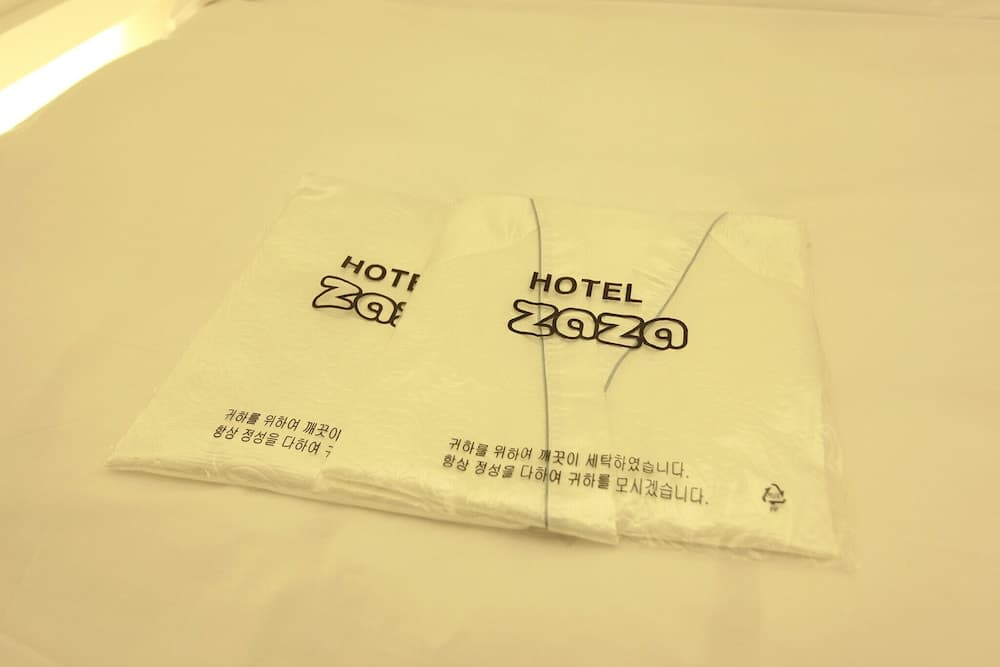 HOTEL
zaza
귀하를 위하여 깨끗이
항상 정성을 다하여
HOTEL
zaza
귀하를 위하여 깨끗이 세탁하였습니다.
항상 정성을 다하여 귀하를 모시겠습니다.